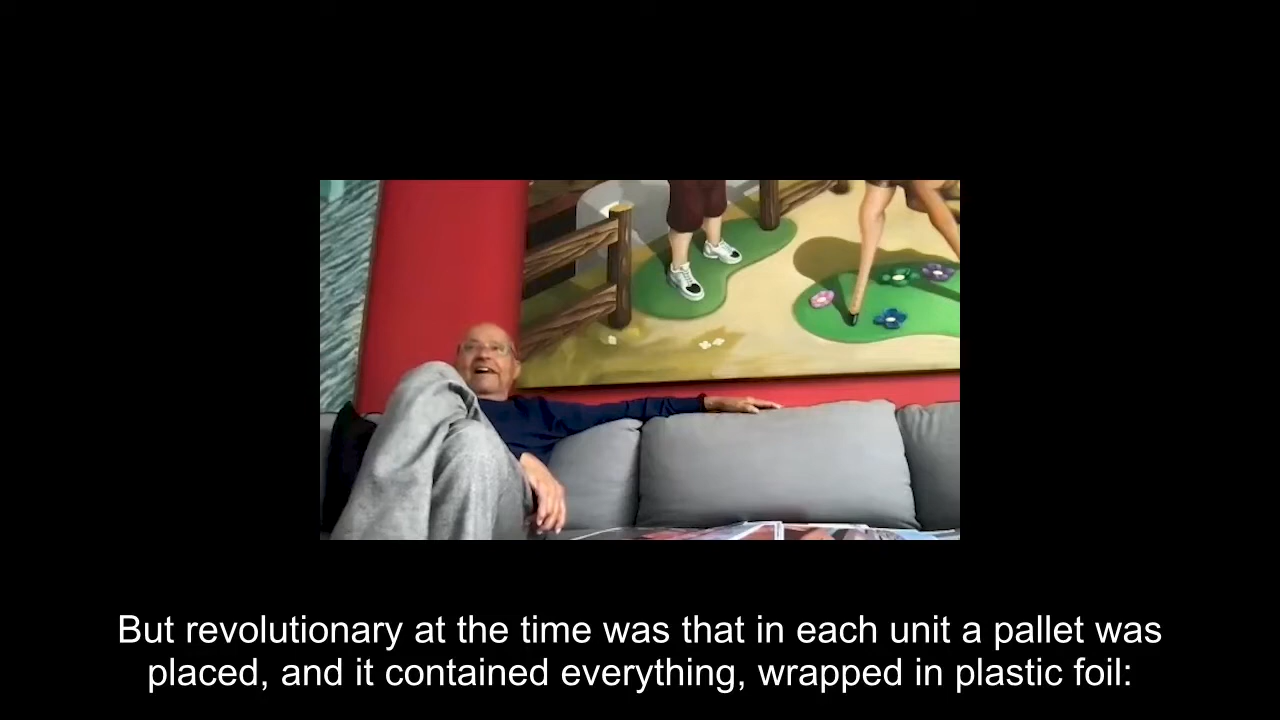 But revolutionary at the time was that in each unit a pallet was
placed, and it contained everything, wrapped in plastic foil: